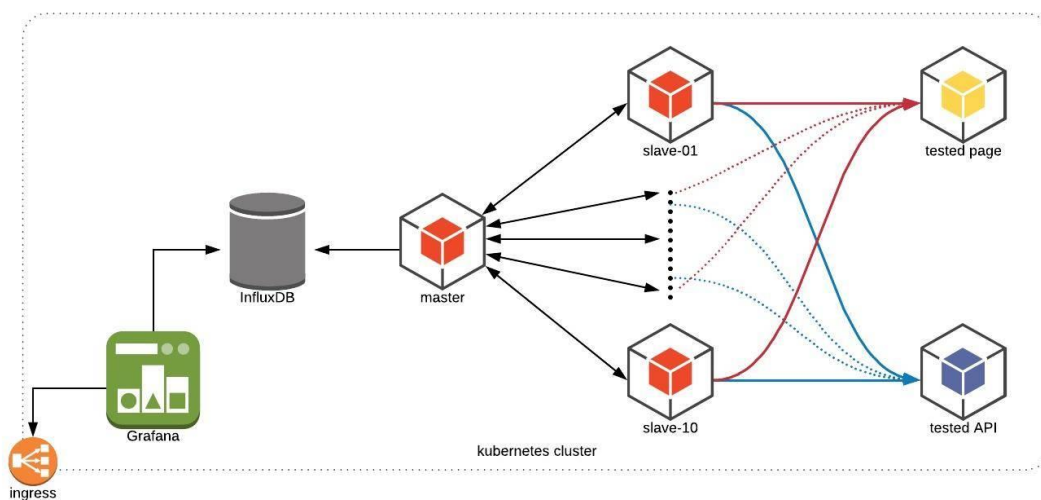 slave-01
tested page
InfluxDB
master
Grafana
slave-10
tested API
kubernetes cluster
ingress